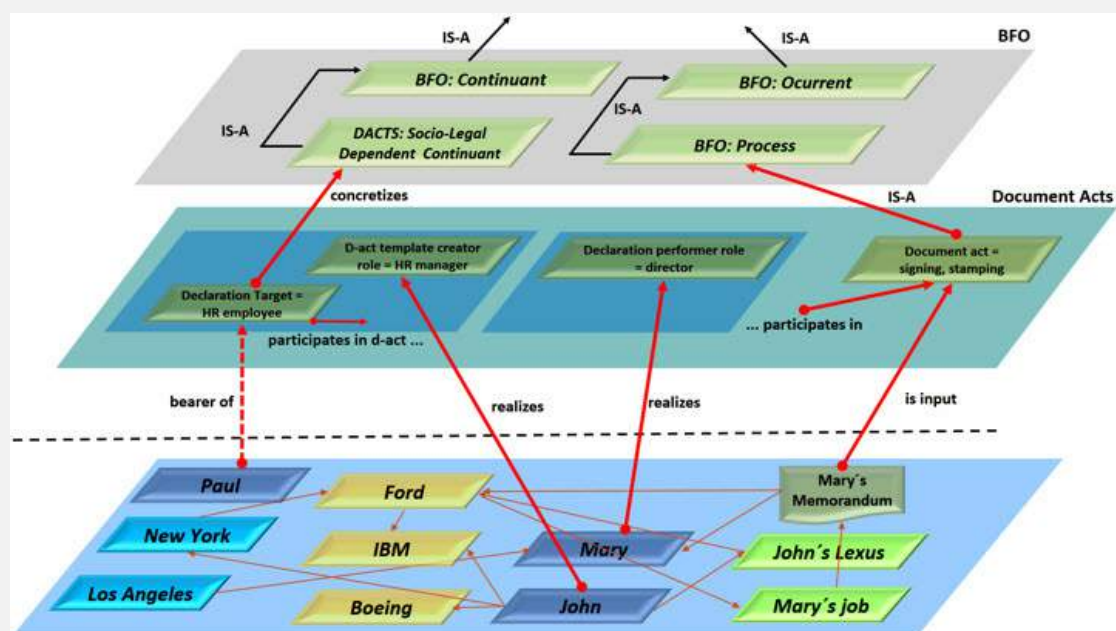 IS-A
IS-A
BFO
BFO: Continuant
BFO: Ocurrent
IS-A
IS-A
DACTS: Socio-Legal
Dependent Continuant
BFO: Process
concretizes
IS-A
Document Acts
D-act template creator
role = HR manager
Declaration performer role
= director
Document act =
signing, stamping
Declaration Target =
HR employee
participates in d-act ...
... participates in
bearer of
realizes
realizes
is input
Paul
Ford
Mary´s
Memorandum
New York
IBM
Mary
John´s Lexus
Los Angeles
Boeing
John
Mary´s job